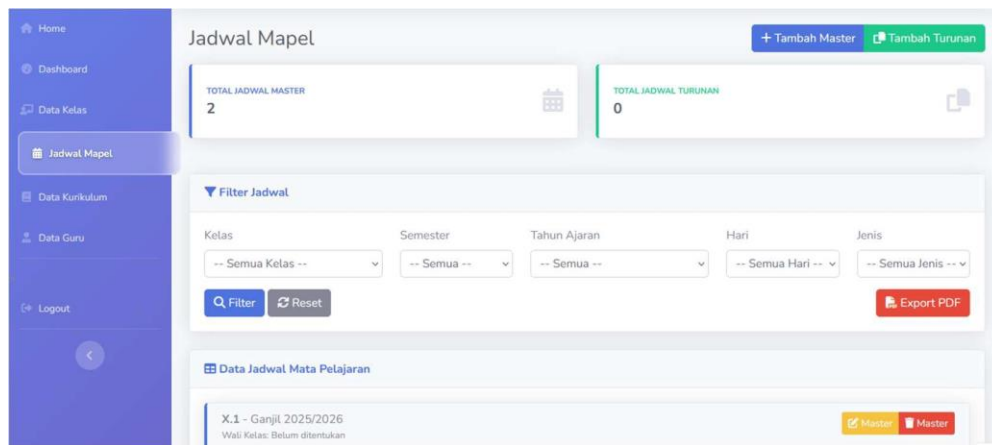 Home
Dashboard
Data Kelas
Jadwal Mapel
Data Kurikulum
Data Guru
Logout
Jadwal Mapel
+ Tambah Master
Tambah Turunan
TOTAL JADWAL MASTER
2
TOTAL JADWAL TURUNAN
0
Filter Jadwal
Kelas
Semester
Tahun Ajaran
Hari
Jenis
-- Semua Kelas --
-- Semua --
-- Semua --
-- Semua Hari --
-- Semua Jenis --
Filter
Reset
Export PDF
Data Jadwal Mata Pelajaran
X.1 - Ganjil 2025/2026
Wali Kelas: Belum ditentukan
Master
Master